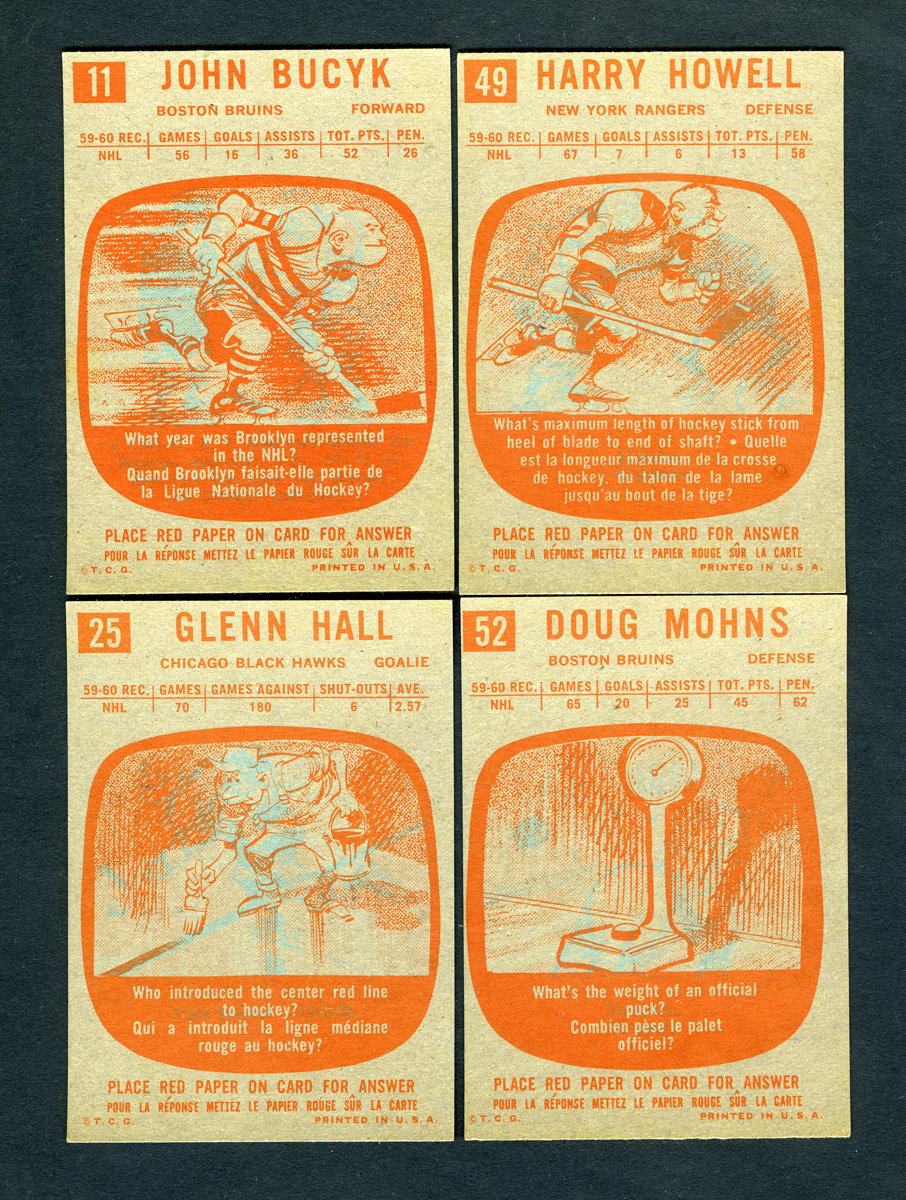 11 JOHN BUCYK
BOSTON BRUINS FORWARD
59-60 REC. GAMES GOALS ASSISTS TOT. PTS. PEN.
NHL 56 16 36 52 26
What year was Brooklyn represented
in the NHL?
Quand Brooklyn faisait-elle partie de
la Ligue Nationale du Hockey?
PLACE RED PAPER ON CARD FOR ANSWER
POUR LA RÉPONSE METTEZ LE PAPIER ROUGE SÛR LA CARTE
© T. C. G. PRINTED IN U. S. A.
49 HARRY HOWELL
NEW YORK RANGERS DEFENSE
59-60 REC. GAMES GOALS ASSISTS TOT. PTS. PEN.
NHL 67 7 6 13 58
What's maximum length of hockey stick from
heel of blade to end of shaft? • Quelle
est la longueur maximum de la crosse
de hockey, du talon de la lame
jusqu'au bout de la tige?
PLACE RED PAPER ON CARD FOR ANSWER
POUR LA RÉPONSE METTEZ LE PAPIER ROUGE SÛR LA CARTE
© T. C. G. PRINTED IN U. S. A.
25 GLENN HALL
CHICAGO BLACK HAWKS GOALIE
59-60 REC. GAMES GAMES AGAINST SHUT-OUTS AVE.
NHL 70 180 6 2.57
Who introduced the center red line
to hockey?
Qui a introduit la ligne médiane
rouge au hockey?
PLACE RED PAPER ON CARD FOR ANSWER
POUR LA RÉPONSE METTEZ LE PAPIER ROUGE SÛR LA CARTE
© T. C. G. PRINTED IN U. S. A.
52 DOUG MOHNS
BOSTON BRUINS DEFENSE
59-60 REC. GAMES GOALS ASSISTS TOT. PTS. PEN.
NHL 65 20 25 45 62
What's the weight of an official
puck?
Combien pèse le palet
officiel?
PLACE RED PAPER ON CARD FOR ANSWER
POUR LA RÉPONSE METTEZ LE PAPIER ROUGE SÛR LA CARTE
© T. C. G. PRINTED IN U. S. A.